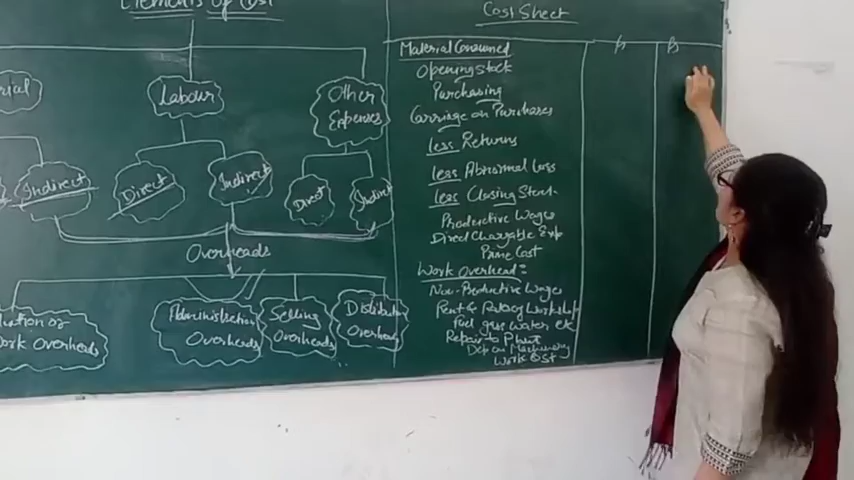 Elements of Cost
Labour
Other
Expenses
Indirect
Direct
Indirect
Direct
Indirect
Overheads
Work Overheads
Administration
Overheads
Selling
Overheads
Distribution
Overheads
Cost Sheet
Material Consumed
Opening Stock
Purchasing
Carriage on Purchases
Less Returns
Less Abnormal Loss
Less Closing Stock
Productive Wages
Direct Chargable Exp
Prime Cost
Work Overhead:
Non-Productive Wages
Rent & Rates Workshop
Fuel gas water etc
Repair to Plant
Dep on Machinery
Work Cost